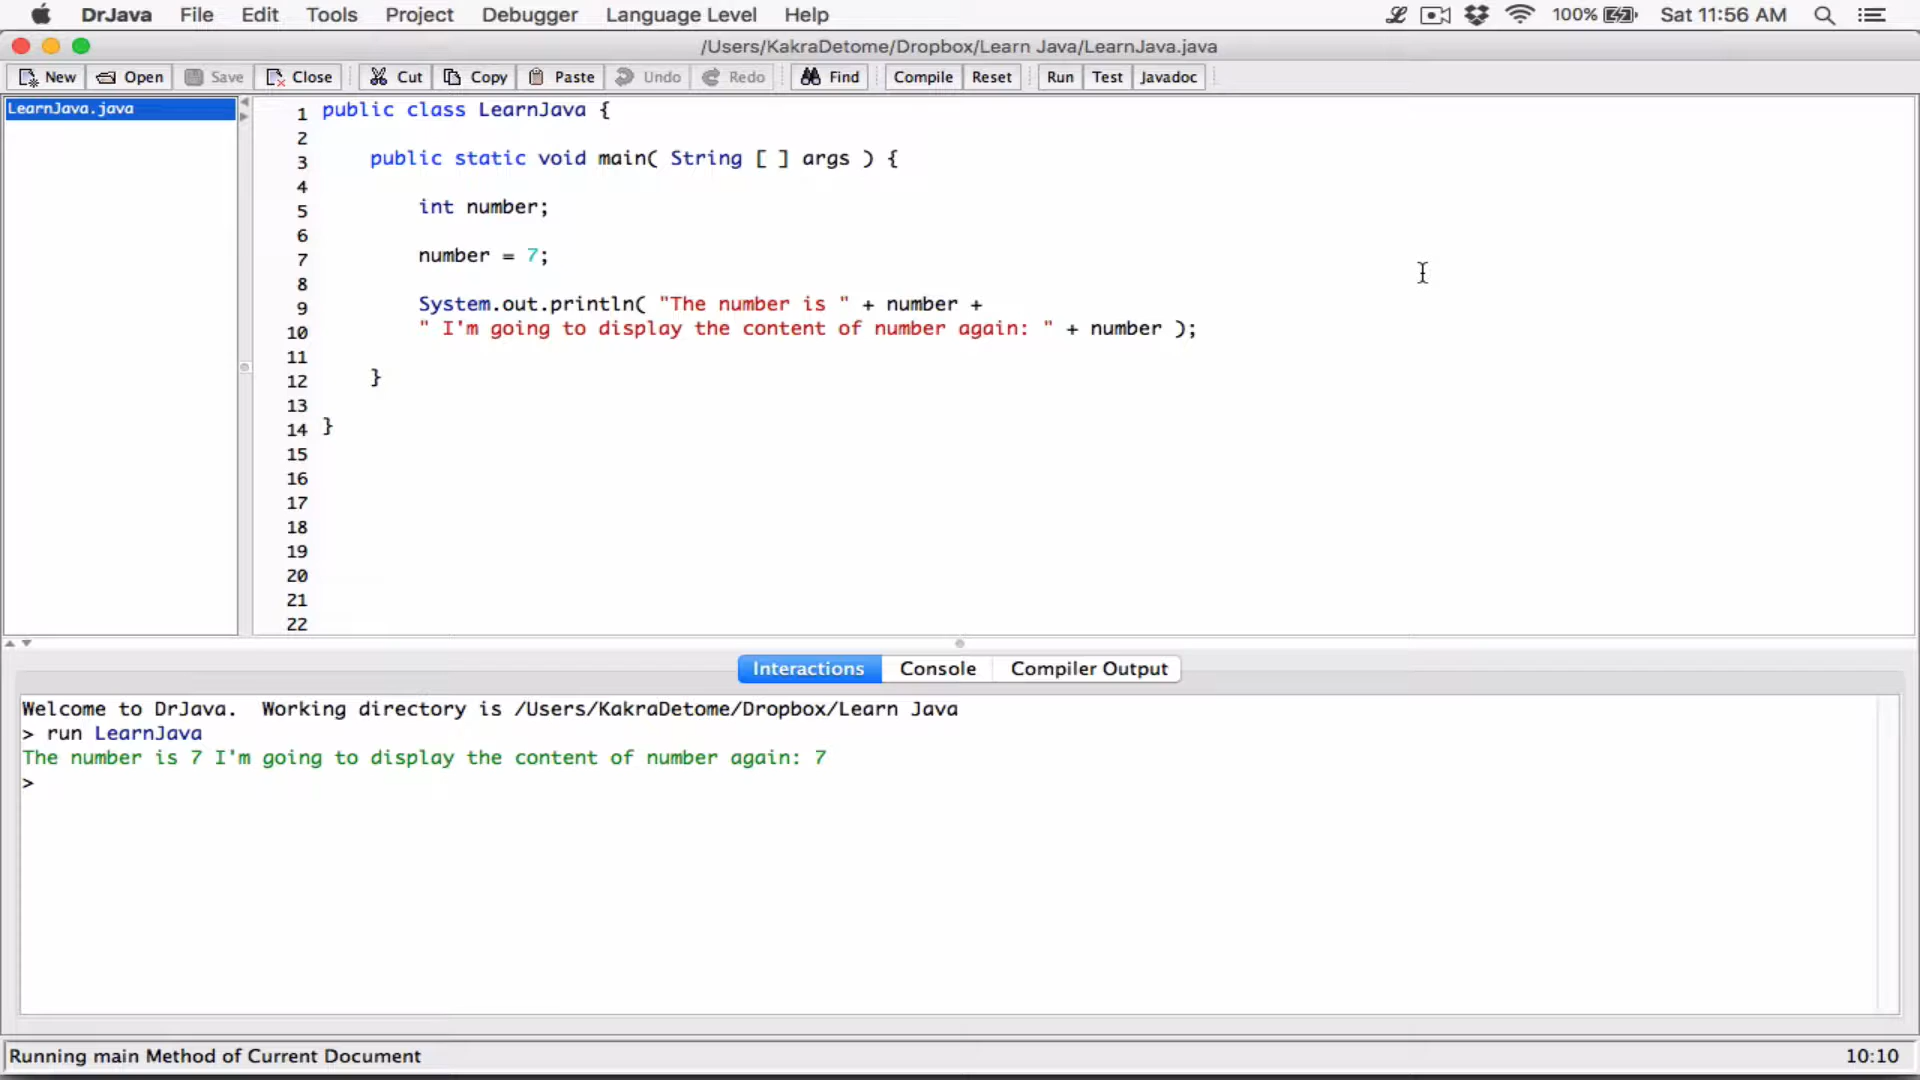 DrJava File Edit Tools Project Debugger Language Level Help 100% Sat 11:56 AM
/Users/KakraDetome/Dropbox/Learn Java/LearnJava.java
New Open Save Close Cut Copy Paste Undo Redo Find Compile Reset Run Test Javadoc
LearnJava.java
1 public class LearnJava {
2
3 public static void main( String [ ] args ) {
4
5 int number;
6
7 number = 7;
8
9 System.out.println( "The number is " + number +
10 " I'm going to display the content of number again: " + number );
11
12 }
13
14 }
15
16
17
18
19
20
21
22
Interactions Console Compiler Output
Welcome to DrJava.  Working directory is /Users/KakraDetome/Dropbox/Learn Java
> run LearnJava
The number is 7 I'm going to display the content of number again: 7
>
Running main Method of Current Document 10:10